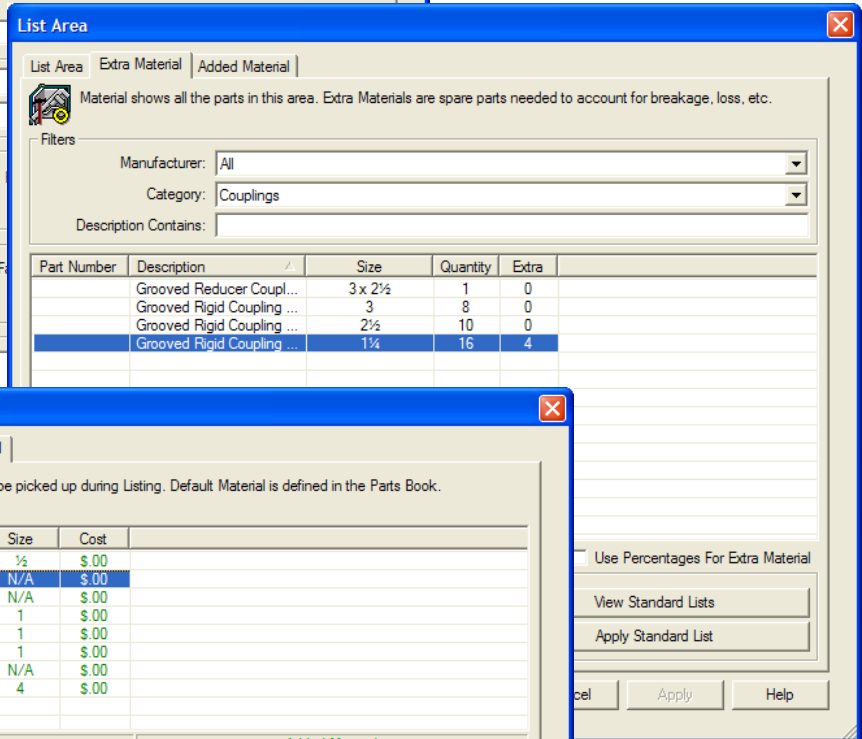 List Area
List Area Extra Material Added Material
Material shows all the parts in this area. Extra Materials are spare parts needed to account for breakage, loss, etc.
Filters
Manufacturer: All
Category: Couplings
Description Contains:
Part Number Description Size Quantity Extra
Grooved Reducer Coupl... 3 x 2½ 1 0
Grooved Rigid Coupling ... 3 8 0
Grooved Rigid Coupling ... 2½ 10 0
Grooved Rigid Coupling ... 1¼ 16 4
be picked up during Listing. Default Material is defined in the Parts Book.
Size Cost
½ $.00
N/A $.00
N/A $.00
1 $.00
1 $.00
1 $.00
N/A $.00
4 $.00
Use Percentages For Extra Material
View Standard Lists
Apply Standard List
cel Apply Help